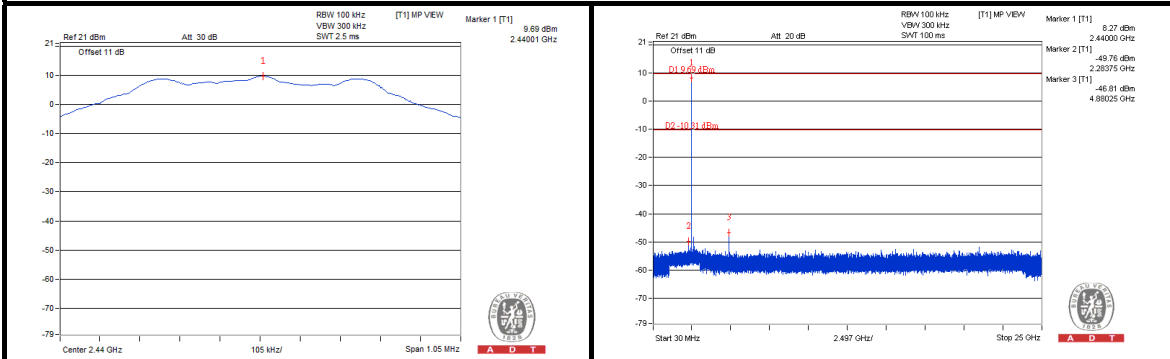 RBW 100 kHz [T1] MP VIEW
VBW 300 kHz
SWT 2.5 ms
Marker 1 [T1]
9.69 dBm
2.44001 GHz
Ref 21 dBm Att 30 dB
21
Offset 11 dB
1
10
0
-10
-20
-30
-40
-50
-60
-70
-79
Center 2.44 GHz 105 kHz/ Span 1.05 MHz
BUREAU VERITAS
1828
A D T
RBW 100 kHz [T1] MP VIEW
VBW 300 kHz
SWT 100 ms
Marker 1 [T1]
8.27 dBm
2.44000 GHz
Marker 2 [T1]
-49.76 dBm
2.28375 GHz
Marker 3 [T1]
-46.81 dBm
4.88025 GHz
Ref 21 dBm Att 20 dB
21
Offset 11 dB
1
D1 9.69 dBm
10
0
-10
D2 -10.31 dBm
-20
-30
-40
2
3
-50
-60
-70
-79
Start 30 MHz 2.497 GHz/ Stop 25 GHz
BUREAU VERITAS
1828
A D T